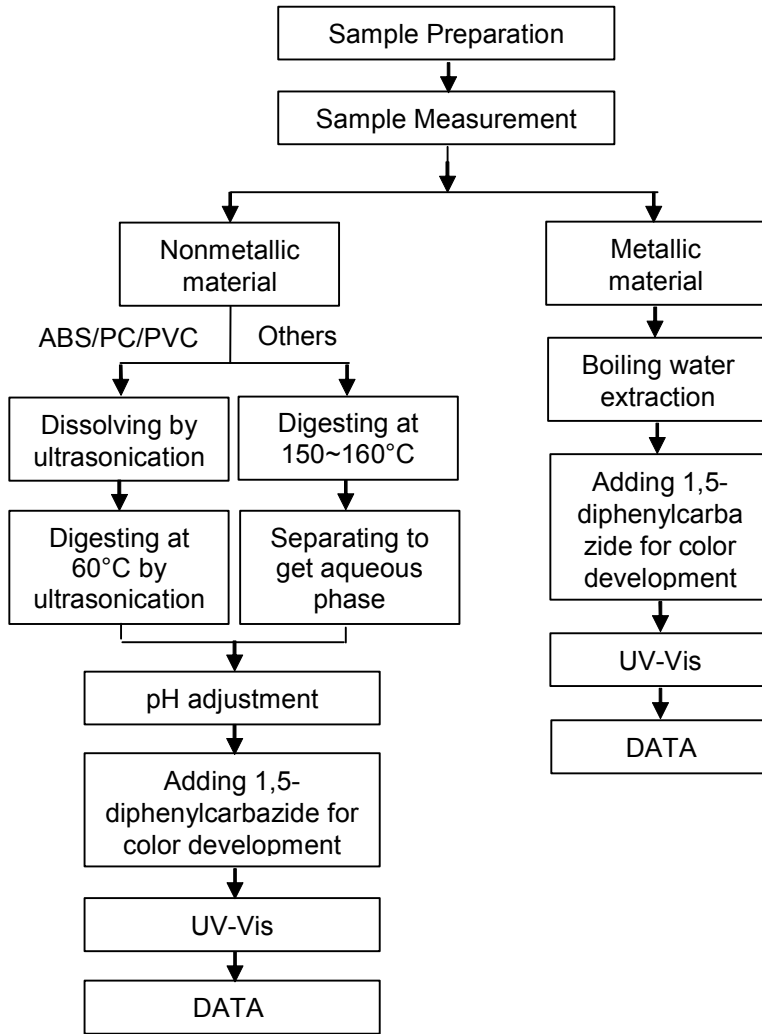 Sample Preparation
Sample Measurement
Nonmetallic
material
Metallic
material
ABS/PC/PVC
Others
Boiling water
extraction
Dissolving by
ultrasonication
Digesting at
150~160°C
Adding 1,5-
diphenylcarba
zide for color
development
Digesting at
60°C by
ultrasonication
Separating to
get aqueous
phase
UV-Vis
pH adjustment
DATA
Adding 1,5-
diphenylcarbazide for
color development
UV-Vis
DATA